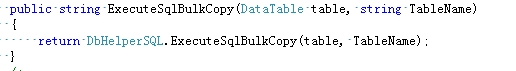 public string ExecuteSqlBulkCopy(DataTable table, string TableName)
{
return DbHelperSQL.ExecuteSqlBulkCopy(table, TableName);
}